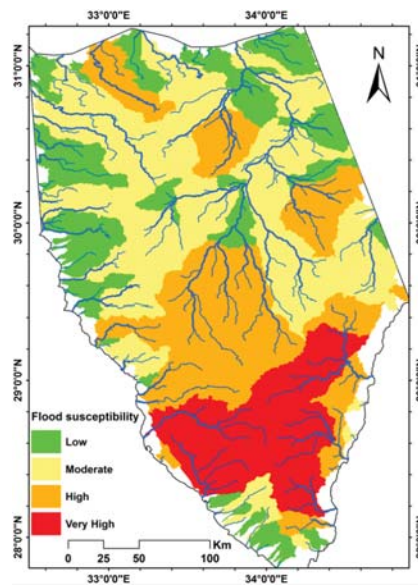 33°0'0"E 34°0'0"E
31°0'0"N
N
30°0'0"N
29°0'0"N
Flood susceptibility
Low
Moderate
High
Very High
28°0'0"N
Km
0 25 50 100
33°0'0"E 34°0'0"E